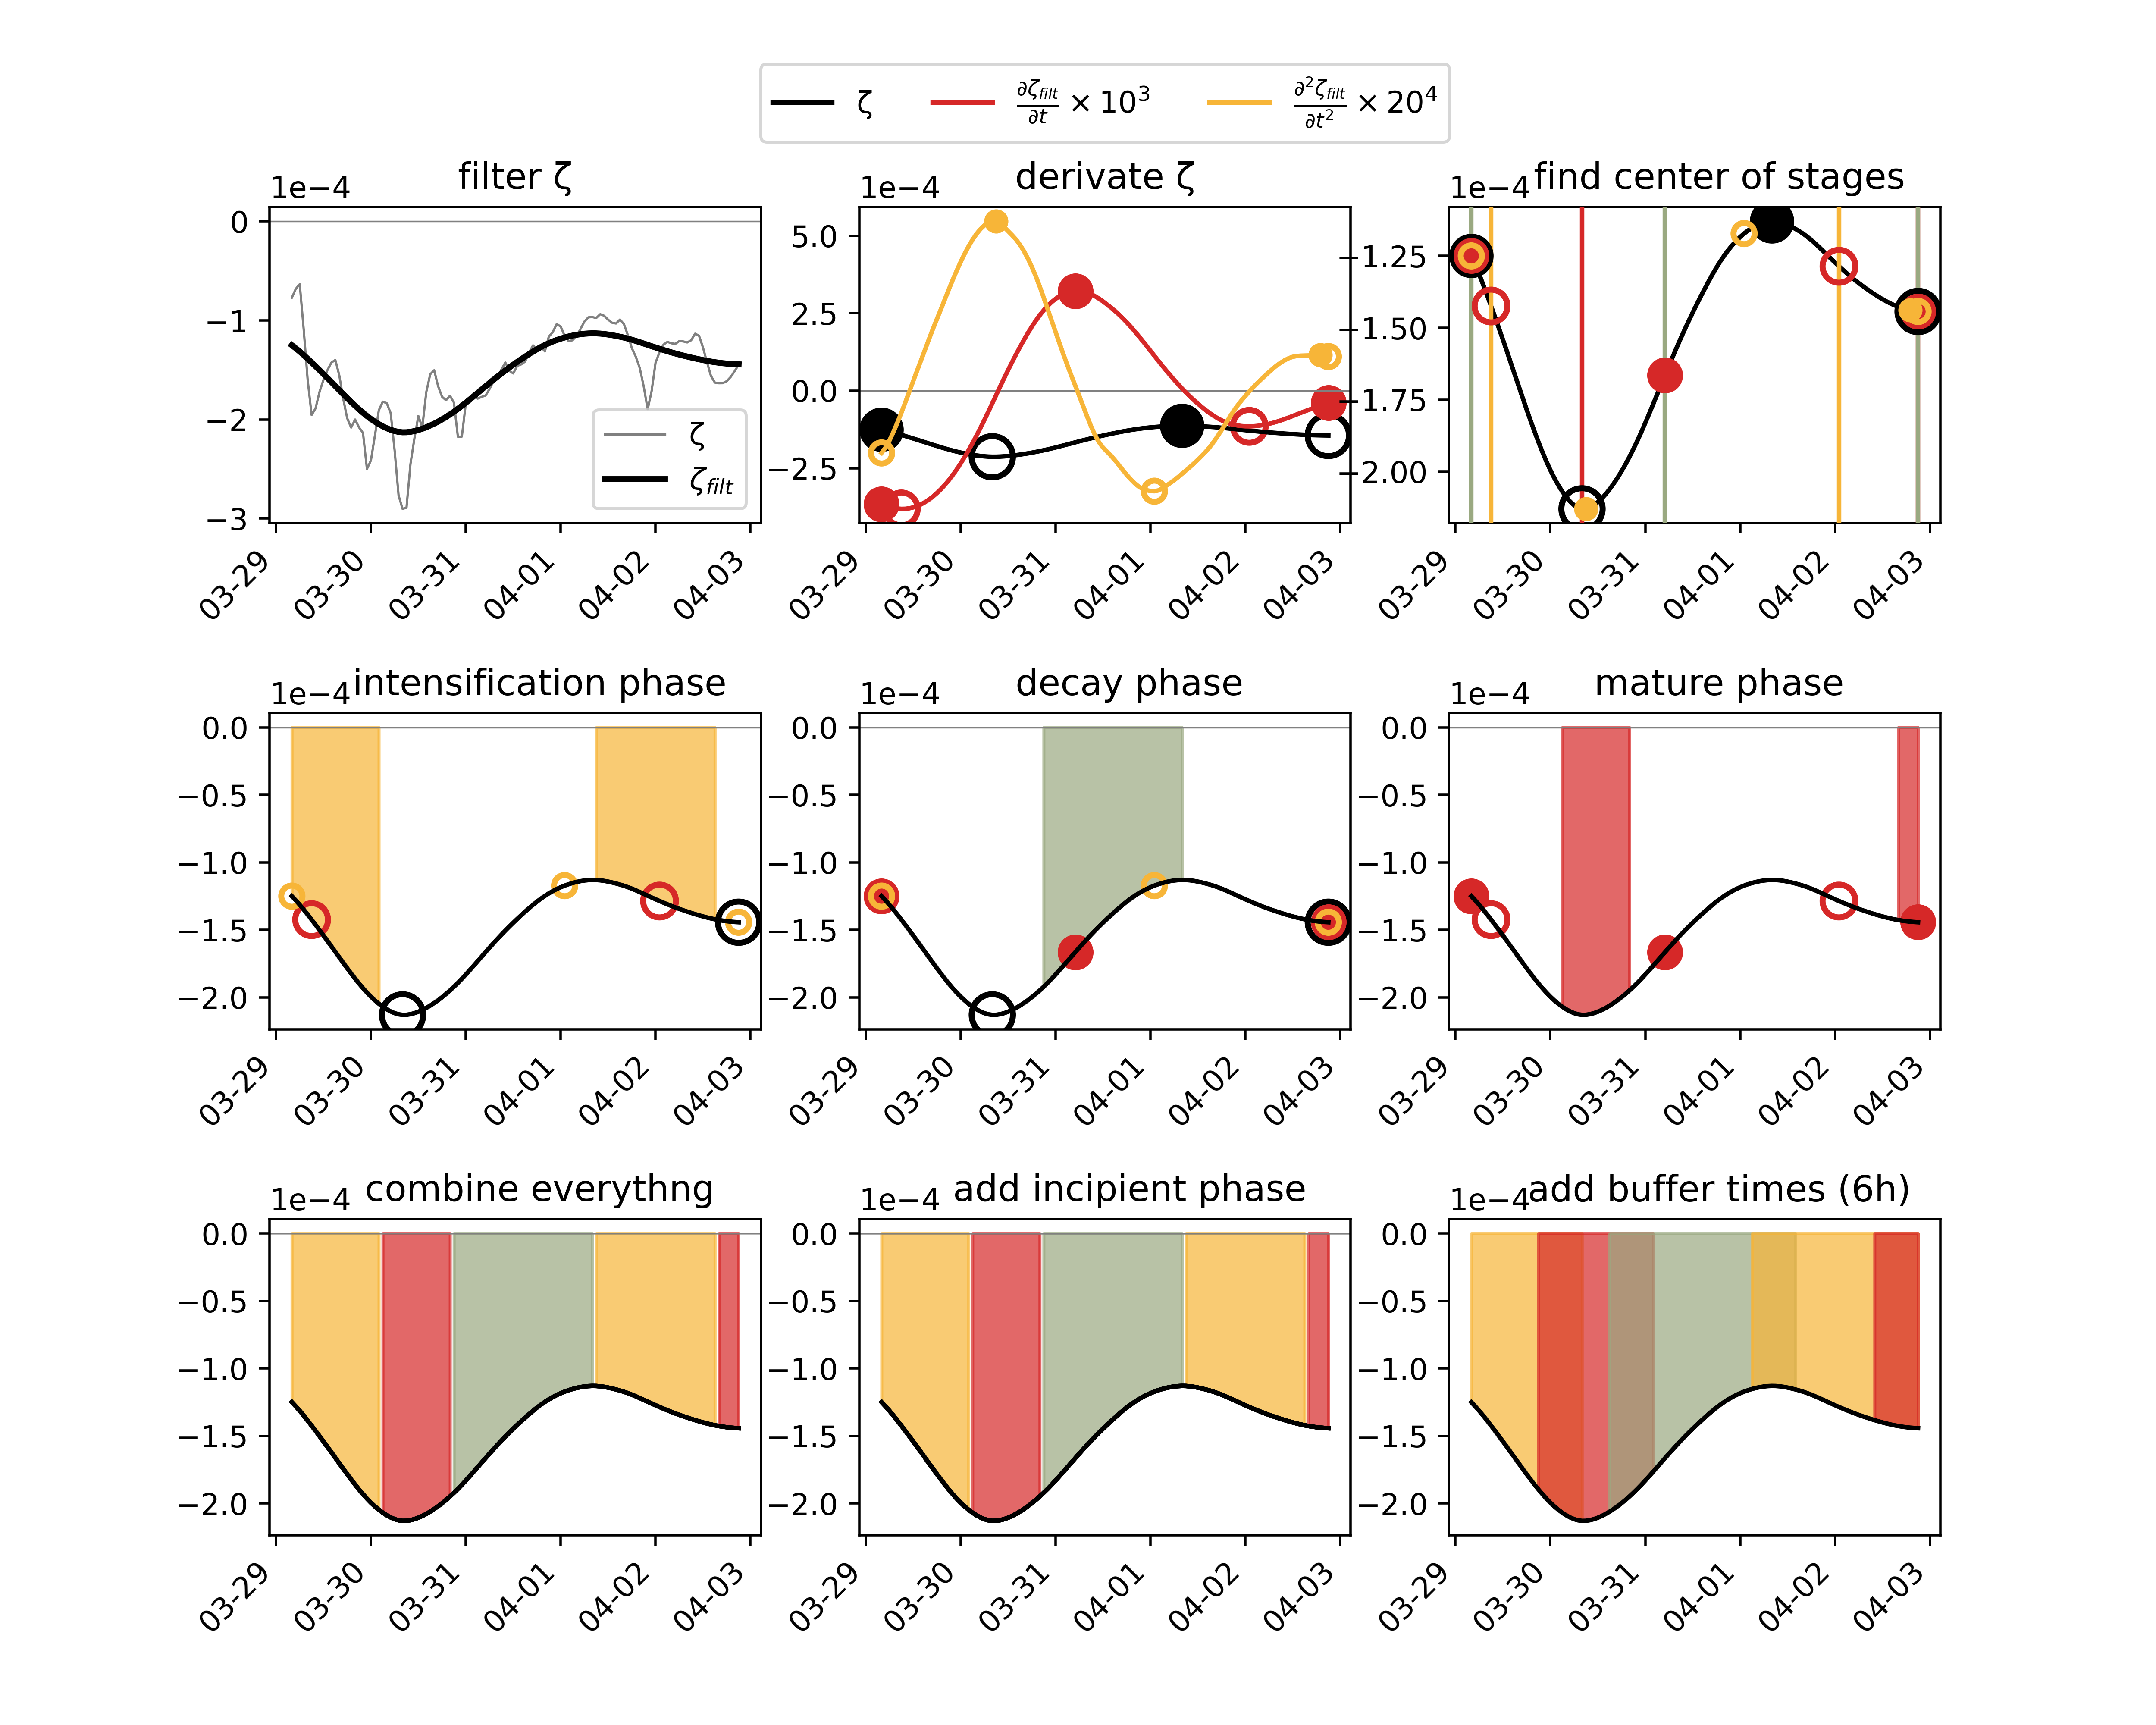 ζ   ∂ζ_filt/∂t × 10³   ∂²ζ_filt/∂t² × 20⁴
filter ζ
1e−4
0
−1
−2
−3
ζ
ζ_filt
03-29 03-30 03-31 04-01 04-02 04-03
derivate ζ
1e−4
5.0
2.5
0.0
−2.5
03-29 03-30 03-31 04-01 04-02 04-03
find center of stages
1e−4
−1.25
−1.50
−1.75
−2.00
03-29 03-30 03-31 04-01 04-02 04-03
intensification phase
1e−4
0.0
−0.5
−1.0
−1.5
−2.0
03-29 03-30 03-31 04-01 04-02 04-03
decay phase
1e−4
0.0
−0.5
−1.0
−1.5
−2.0
03-29 03-30 03-31 04-01 04-02 04-03
mature phase
1e−4
0.0
−0.5
−1.0
−1.5
−2.0
03-29 03-30 03-31 04-01 04-02 04-03
combine everythng
1e−4
0.0
−0.5
−1.0
−1.5
−2.0
03-29 03-30 03-31 04-01 04-02 04-03
add incipient phase
1e−4
0.0
−0.5
−1.0
−1.5
−2.0
03-29 03-30 03-31 04-01 04-02 04-03
add buffer times (6h)
1e−4
0.0
−0.5
−1.0
−1.5
−2.0
03-29 03-30 03-31 04-01 04-02 04-03